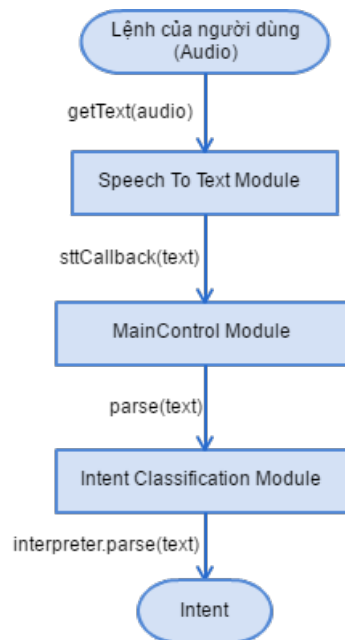 Lệnh của người dùng
(Audio)
getText(audio)
Speech To Text Module
sttCallback(text)
MainControl Module
parse(text)
Intent Classification Module
interpreter.parse(text)
Intent